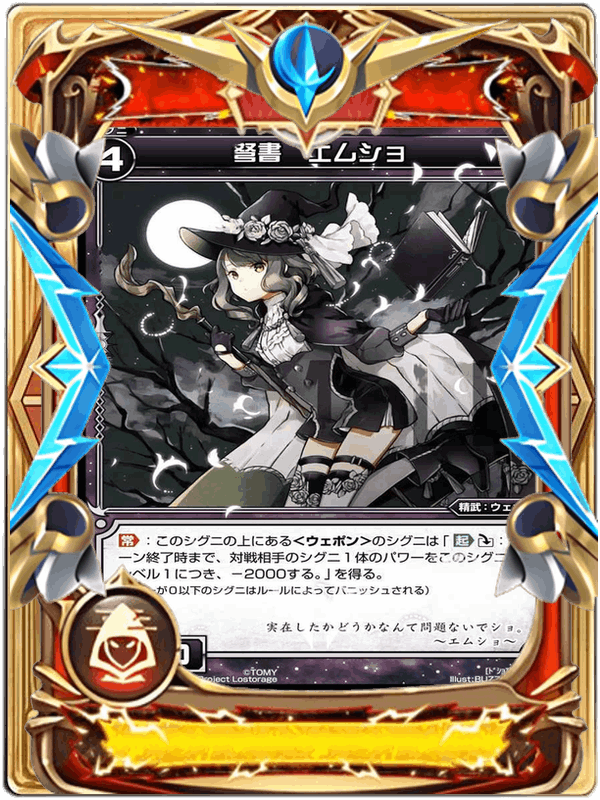 4
弩書　エムショ
精武：ウェ
常：このシグニの上にある<ウェポン>のシグニは「起：
ン終了時まで、対戦相手のシグニ1体のパワーをこのシグニ
ベル1につき、－2000する。」を得る。
が0以下のシグニはルールによってバニッシュされる）
実在したかどうかなんて問題ないでショ。
～エムショ～
©TOMY
Project Lostorage
Illust:BUZZ